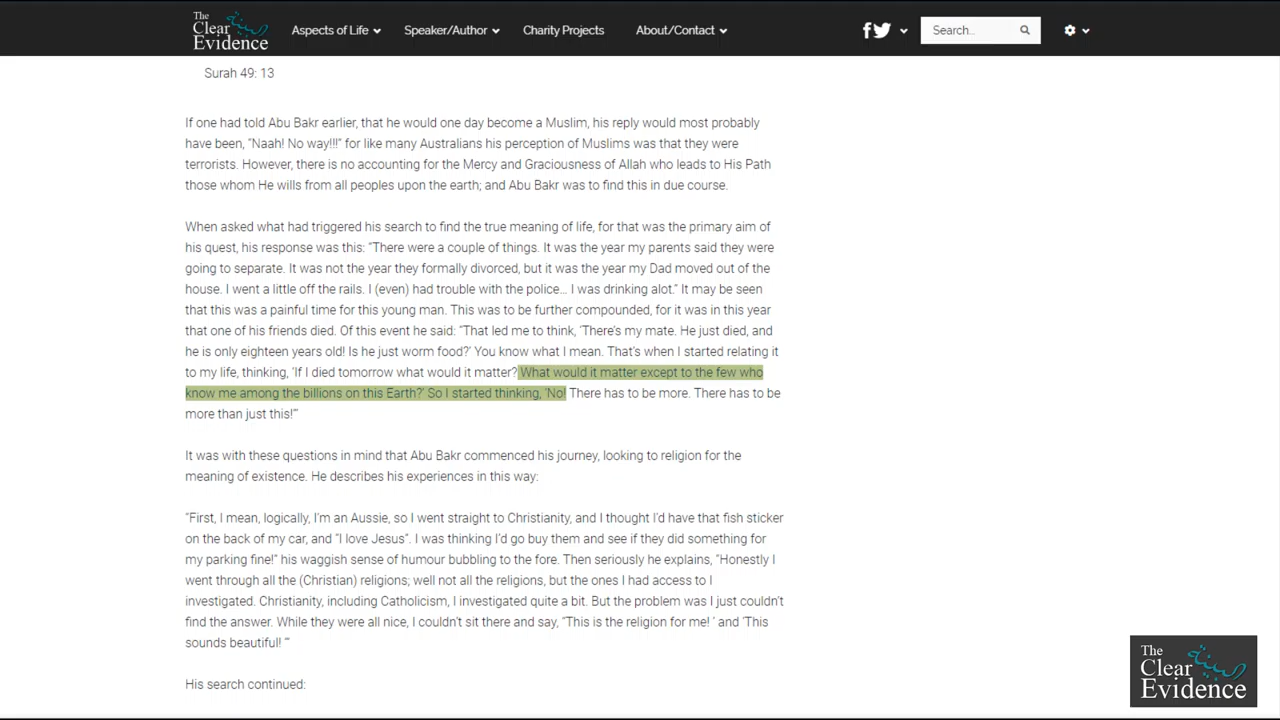 The
Clear
Evidence
Aspects of Life
Speaker/Author
Charity Projects
About/Contact
Search...
Surah 49: 13
If one had told Abu Bakr earlier, that he would one day become a Muslim, his reply would most probably
have been, “Naah! No way!!!” for like many Australians his perception of Muslims was that they were
terrorists. However, there is no accounting for the Mercy and Graciousness of Allah who leads to His Path
those whom He wills from all peoples upon the earth; and Abu Bakr was to find this in due course.
When asked what had triggered his search to find the true meaning of life, for that was the primary aim of
his quest, his response was this: “There were a couple of things. It was the year my parents said they were
going to separate. It was not the year they formally divorced, but it was the year my Dad moved out of the
house. I went a little off the rails. I (even) had trouble with the police… I was drinking alot.” It may be seen
that this was a painful time for this young man. This was to be further compounded, for it was in this year
that one of his friends died. Of this event he said: “That led me to think, ‘There’s my mate. He just died, and
he is only eighteen years old! Is he just worm food?’ You know what I mean. That’s when I started relating it
to my life, thinking, ‘If I died tomorrow what would it matter? What would it matter except to the few who
know me among the billions on this Earth?’ So I started thinking, ‘No! There has to be more. There has to be
more than just this!’”
It was with these questions in mind that Abu Bakr commenced his journey, looking to religion for the
meaning of existence. He describes his experiences in this way:
“First, I mean, logically, I’m an Aussie, so I went straight to Christianity, and I thought I’d have that fish sticker
on the back of my car, and “I love Jesus”. I was thinking I’d go buy them and see if they did something for
my parking fine!” his waggish sense of humour bubbling to the fore. Then seriously he explains, “Honestly I
went through all the (Christian) religions; well not all the religions, but the ones I had access to I
investigated. Christianity, including Catholicism, I investigated quite a bit. But the problem was I just couldn’t
find the answer. While they were all nice, I couldn’t sit there and say, “This is the religion for me! ‘ and ‘This
sounds beautiful! ‘”
His search continued:
The
Clear
Evidence